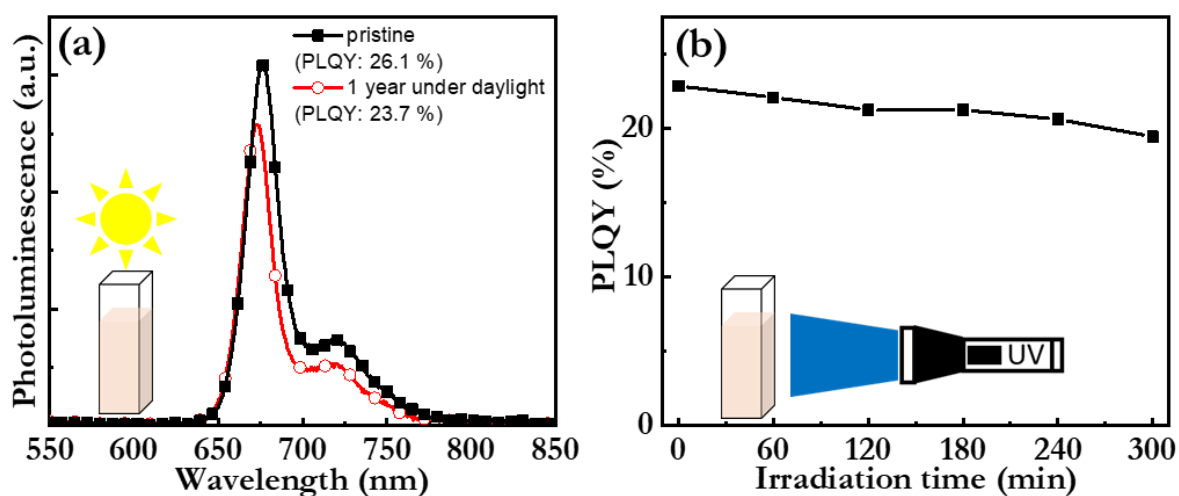 (a)
pristine
(PLQY: 26.1 %)
1 year under daylight
(PLQY: 23.7 %)
Photoluminescence (a.u.)
550 600 650 700 750 800 850
Wavelength (nm)
(b)
PLQY (%)
20
10
0
UV
0 60 120 180 240 300
Irradiation time (min)